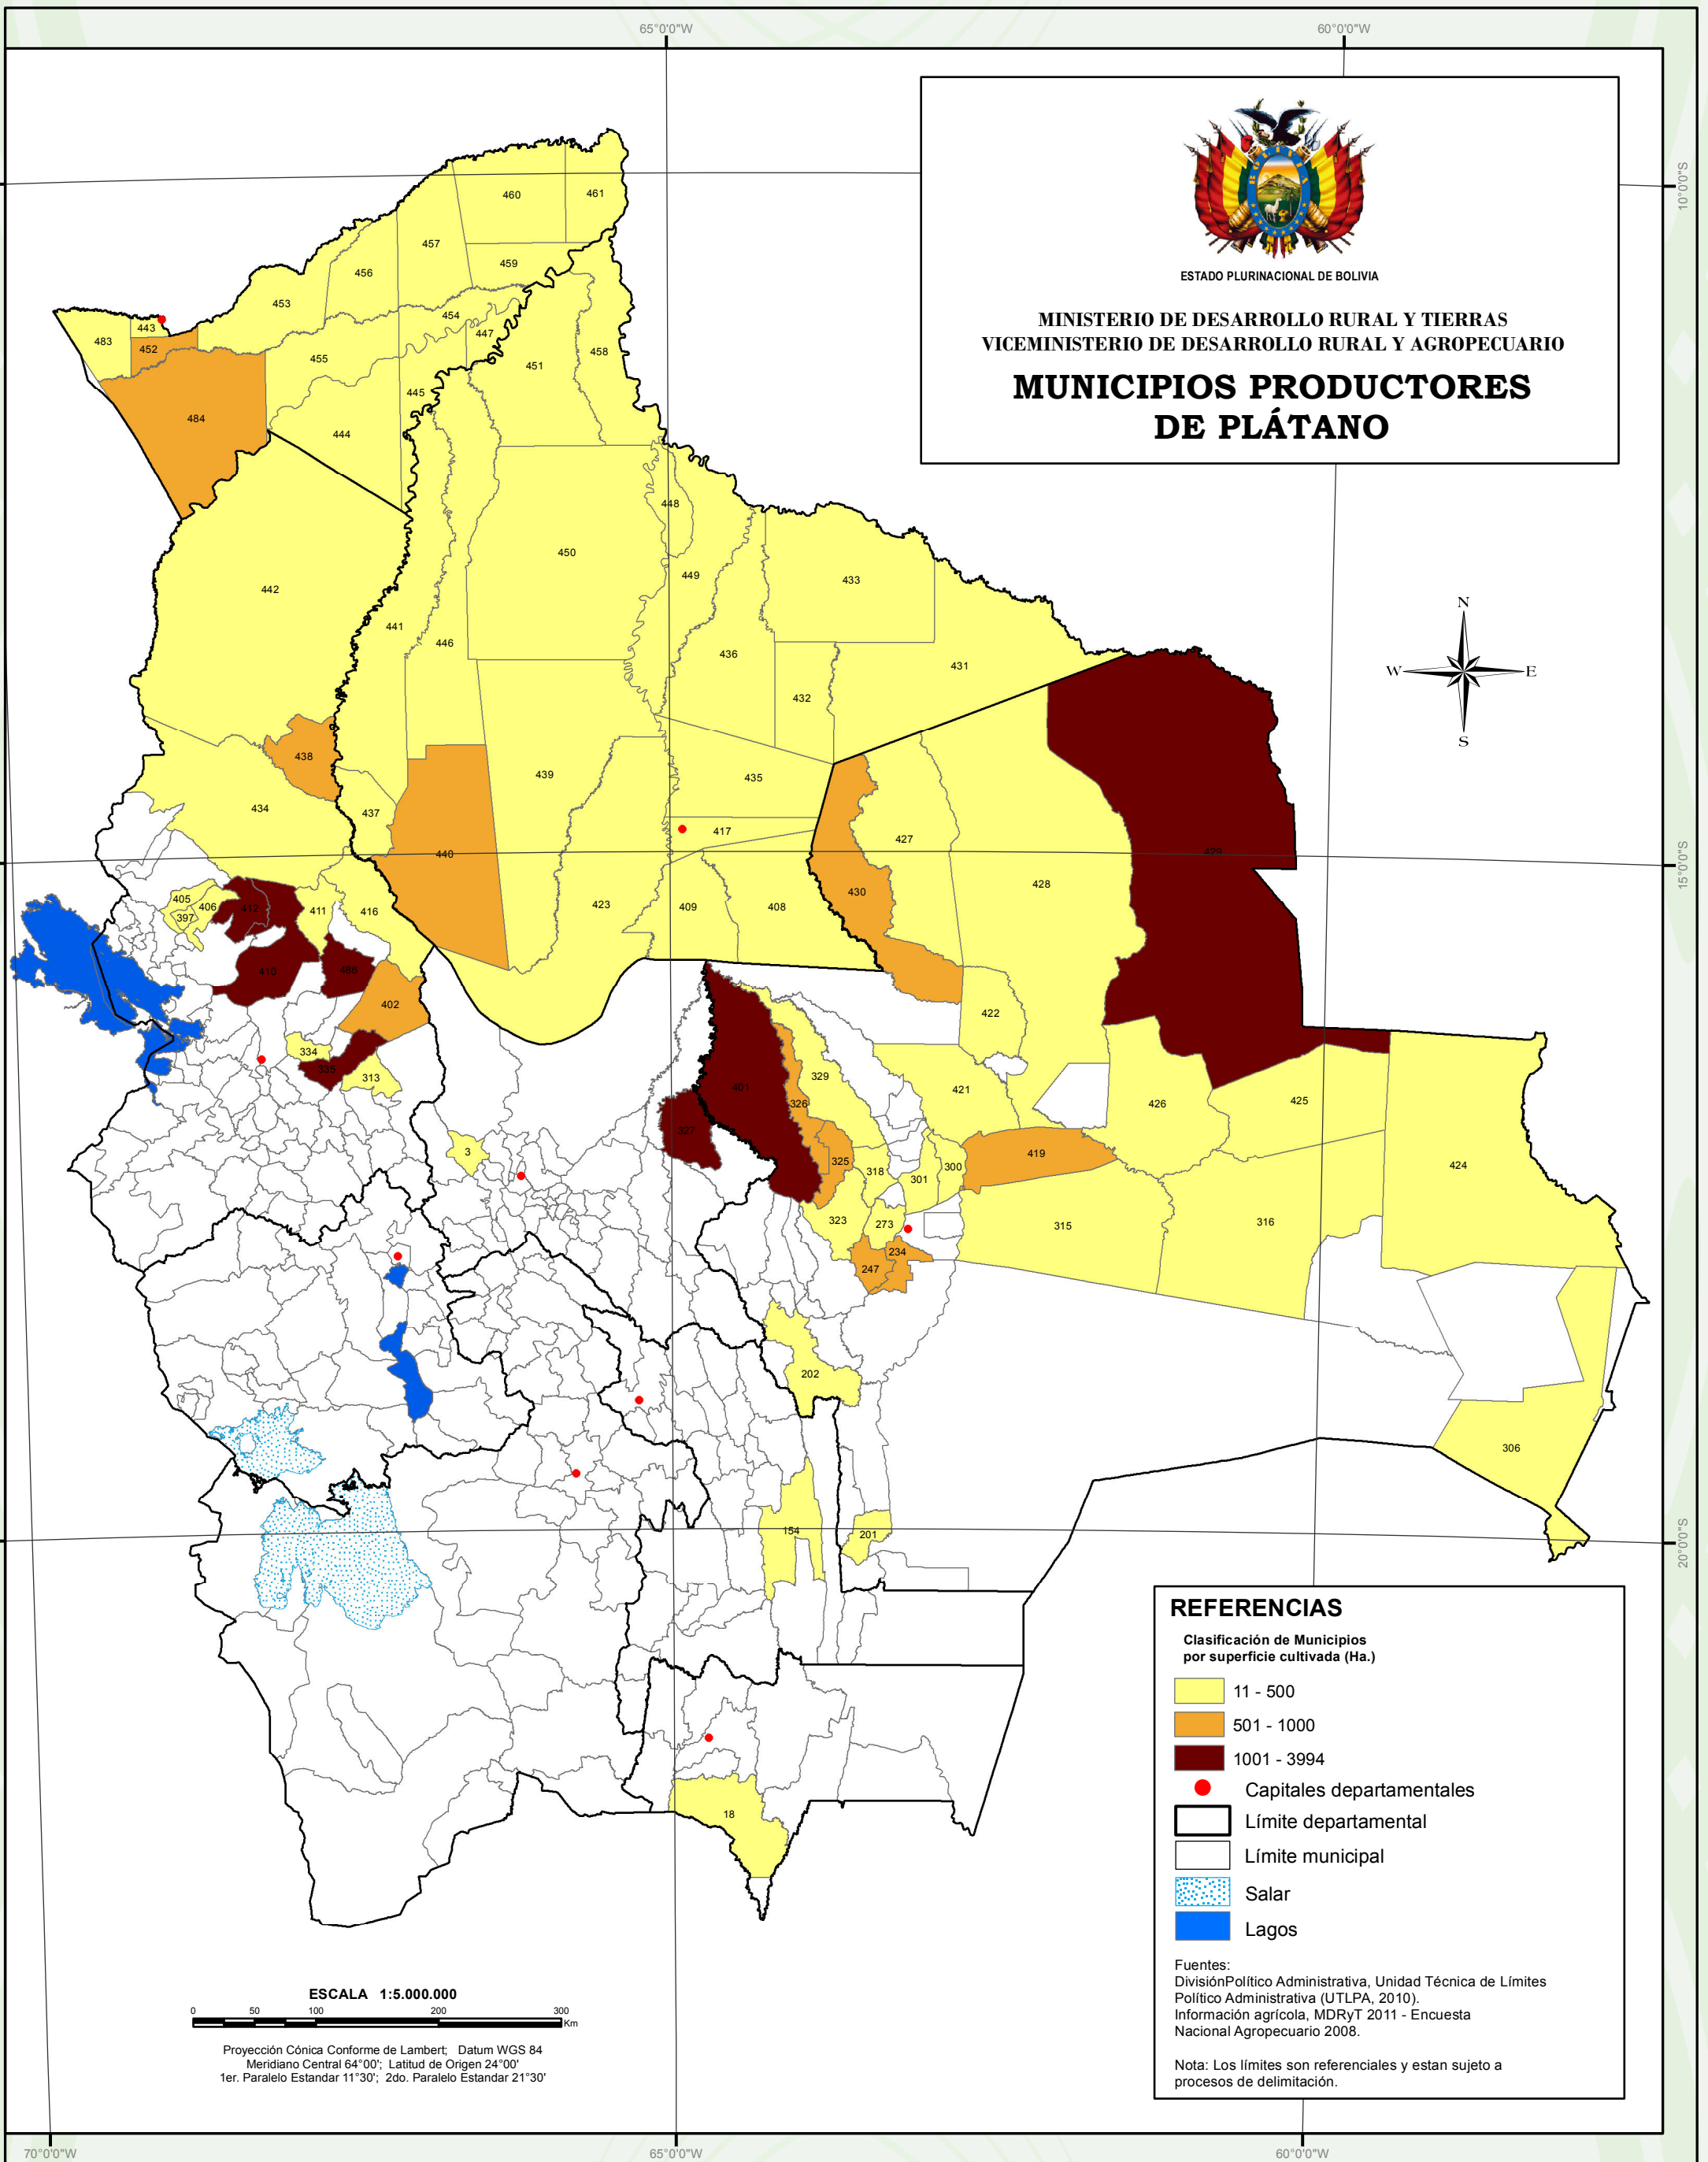 65°0'0"W
60°0'0"W
10°0'0"S
15°0'0"S
20°0'0"S
ESTADO PLURINACIONAL DE BOLIVIA
MINISTERIO DE DESARROLLO RURAL Y TIERRAS
VICEMINISTERIO DE DESARROLLO RURAL Y AGROPECUARIO
MUNICIPIOS PRODUCTORES
DE PLÁTANO
N
W
E
S
460
461
457
459
456
453
454
443
447
483
452
455
451
458
445
484
444
448
450
449
433
442
441
446
436
431
432
438
439
435
434
437
417
427
440
429
428
430
405
406
412
411
416
423
409
408
397
410
486
402
422
334
335
313
329
401
326
421
426
425
327
3
325
318
301
300
419
424
323
273
315
316
234
247
202
306
154
201
18
REFERENCIAS
Clasificación de Municipios
por superficie cultivada (Ha.)
11 - 500
501 - 1000
1001 - 3994
Capitales departamentales
Límite departamental
Límite municipal
Salar
Lagos
Fuentes:
DivisiónPolítico Administrativa, Unidad Técnica de Límites
Político Administrativa (UTLPA, 2010).
Información agrícola, MDRyT 2011 - Encuesta
Nacional Agropecuario 2008.
Nota: Los límites son referenciales y estan sujeto a
procesos de delimitación.
ESCALA 1:5.000.000
0 50 100 200 300
Km
Proyección Cónica Conforme de Lambert; Datum WGS 84
Meridiano Central 64°00'; Latitud de Origen 24°00'
1er. Paralelo Estandar 11°30'; 2do. Paralelo Estandar 21°30'
70°0'0"W
65°0'0"W
60°0'0"W